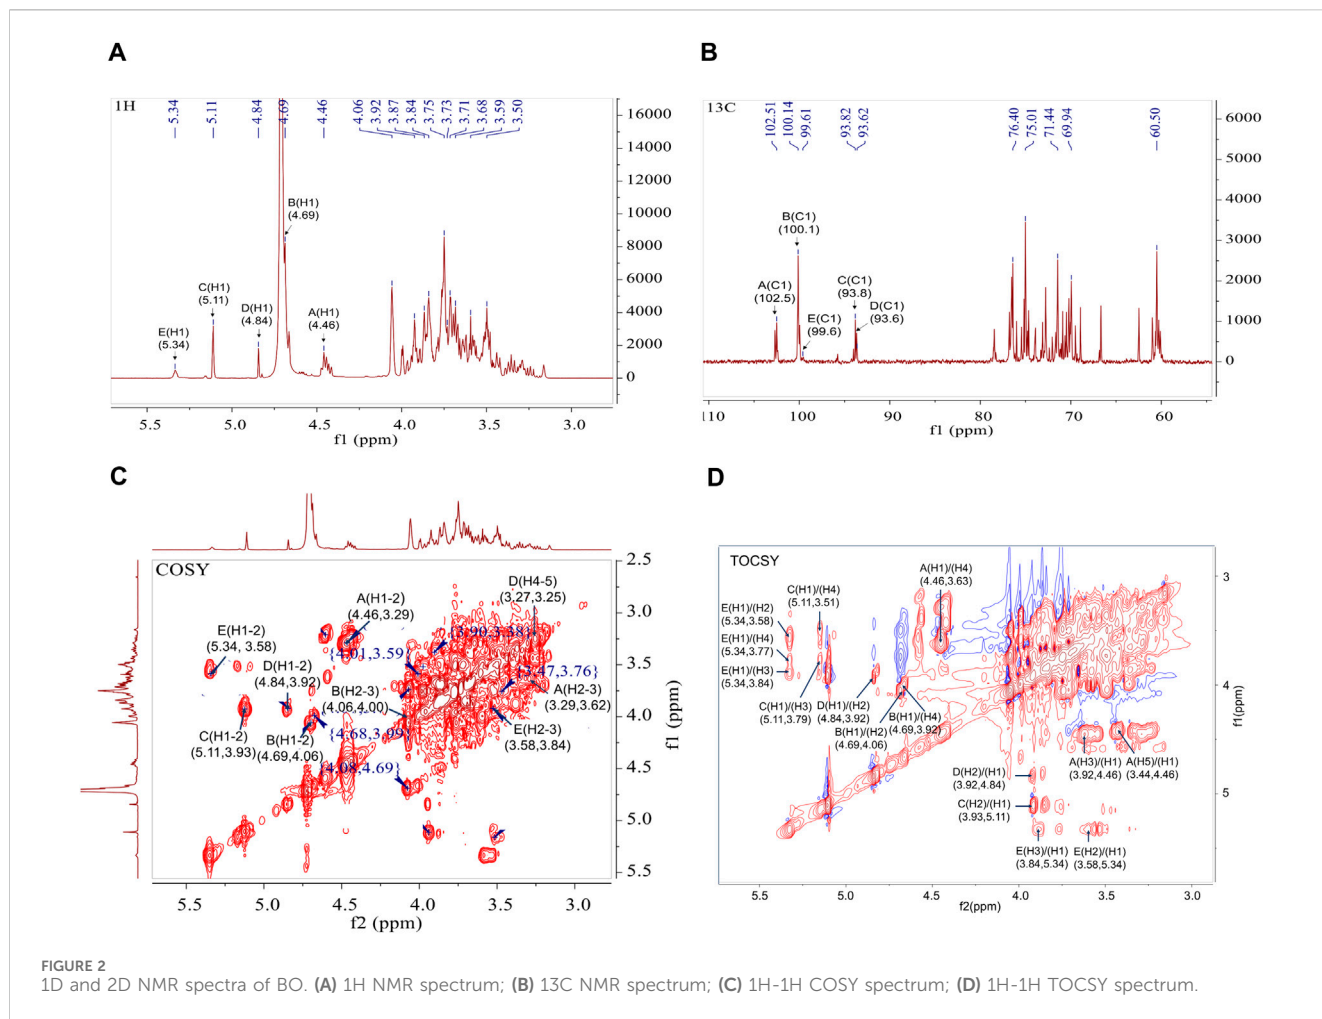 A
1H
5.34
5.11
4.84
4.69
4.46
4.06
3.92
3.87
3.84
3.75
3.73
3.71
3.68
3.59
3.50
16000
14000
12000
10000
8000
6000
4000
2000
0
B(H1)
(4.69)
C(H1)
(5.11)
D(H1)
(4.84)
A(H1)
(4.46)
E(H1)
(5.34)
5.5
5.0
4.5
4.0
3.5
3.0
f1 (ppm)
B
13C
102.51
100.14
99.61
93.82
93.62
76.40
75.01
71.44
69.94
60.50
6000
5000
4000
3000
2000
1000
0
B(C1)
(100.1)
A(C1)
(102.5)
C(C1)
(93.8)
D(C1)
(93.6)
E(C1)
(99.6)
110
100
90
80
70
60
f1 (ppm)
C
COSY
D(H4-5)
(3.27,3.25)
A(H1-2)
(4.46,3.29)
{3.90,3.38}
E(H1-2)
(5.34, 3.58)
{4.01,3.59}
D(H1-2)
(4.84,3.92)
{3.47,3.76}
B(H2-3)
(4.06,4.00)
A(H2-3)
(3.29,3.62)
C(H1-2)
(5.11,3.93)
B(H1-2)
(4.69,4.06)
{4.68,3.99}
E(H2-3)
(3.58,3.84)
{4.08,4.69}
2.5
3.0
3.5
4.0
4.5
5.0
5.5
f1 (ppm)
5.5
5.0
4.5
4.0
3.5
3.0
f2 (ppm)
D
TOCSY
A(H1)/(H4)
(4.46,3.63)
C(H1)/(H4)
(5.11,3.51)
E(H1)/(H2)
(5.34,3.58)
E(H1)/(H4)
(5.34,3.77)
E(H1)/(H3)
(5.34,3.84)
C(H1)/(H3)
(5.11,3.79)
D(H1)/(H2)
(4.84,3.92)
B(H1)/(H4)
(4.69,3.92)
B(H1)/(H2)
(4.69,4.06)
A(H3)/(H1)
(3.92,4.46)
A(H5)/(H1)
(3.44,4.46)
D(H2)/(H1)
(3.92,4.84)
C(H2)/(H1)
(3.93,5.11)
E(H3)/(H1)
(3.84,5.34)
E(H2)/(H1)
(3.58,5.34)
3
4
5
f1(ppm)
5.5
5.0
4.5
4.0
3.5
3.0
f2(ppm)
FIGURE 2
1D and 2D NMR spectra of BO. (A) 1H NMR spectrum; (B) 13C NMR spectrum; (C) 1H-1H COSY spectrum; (D) 1H-1H TOCSY spectrum.